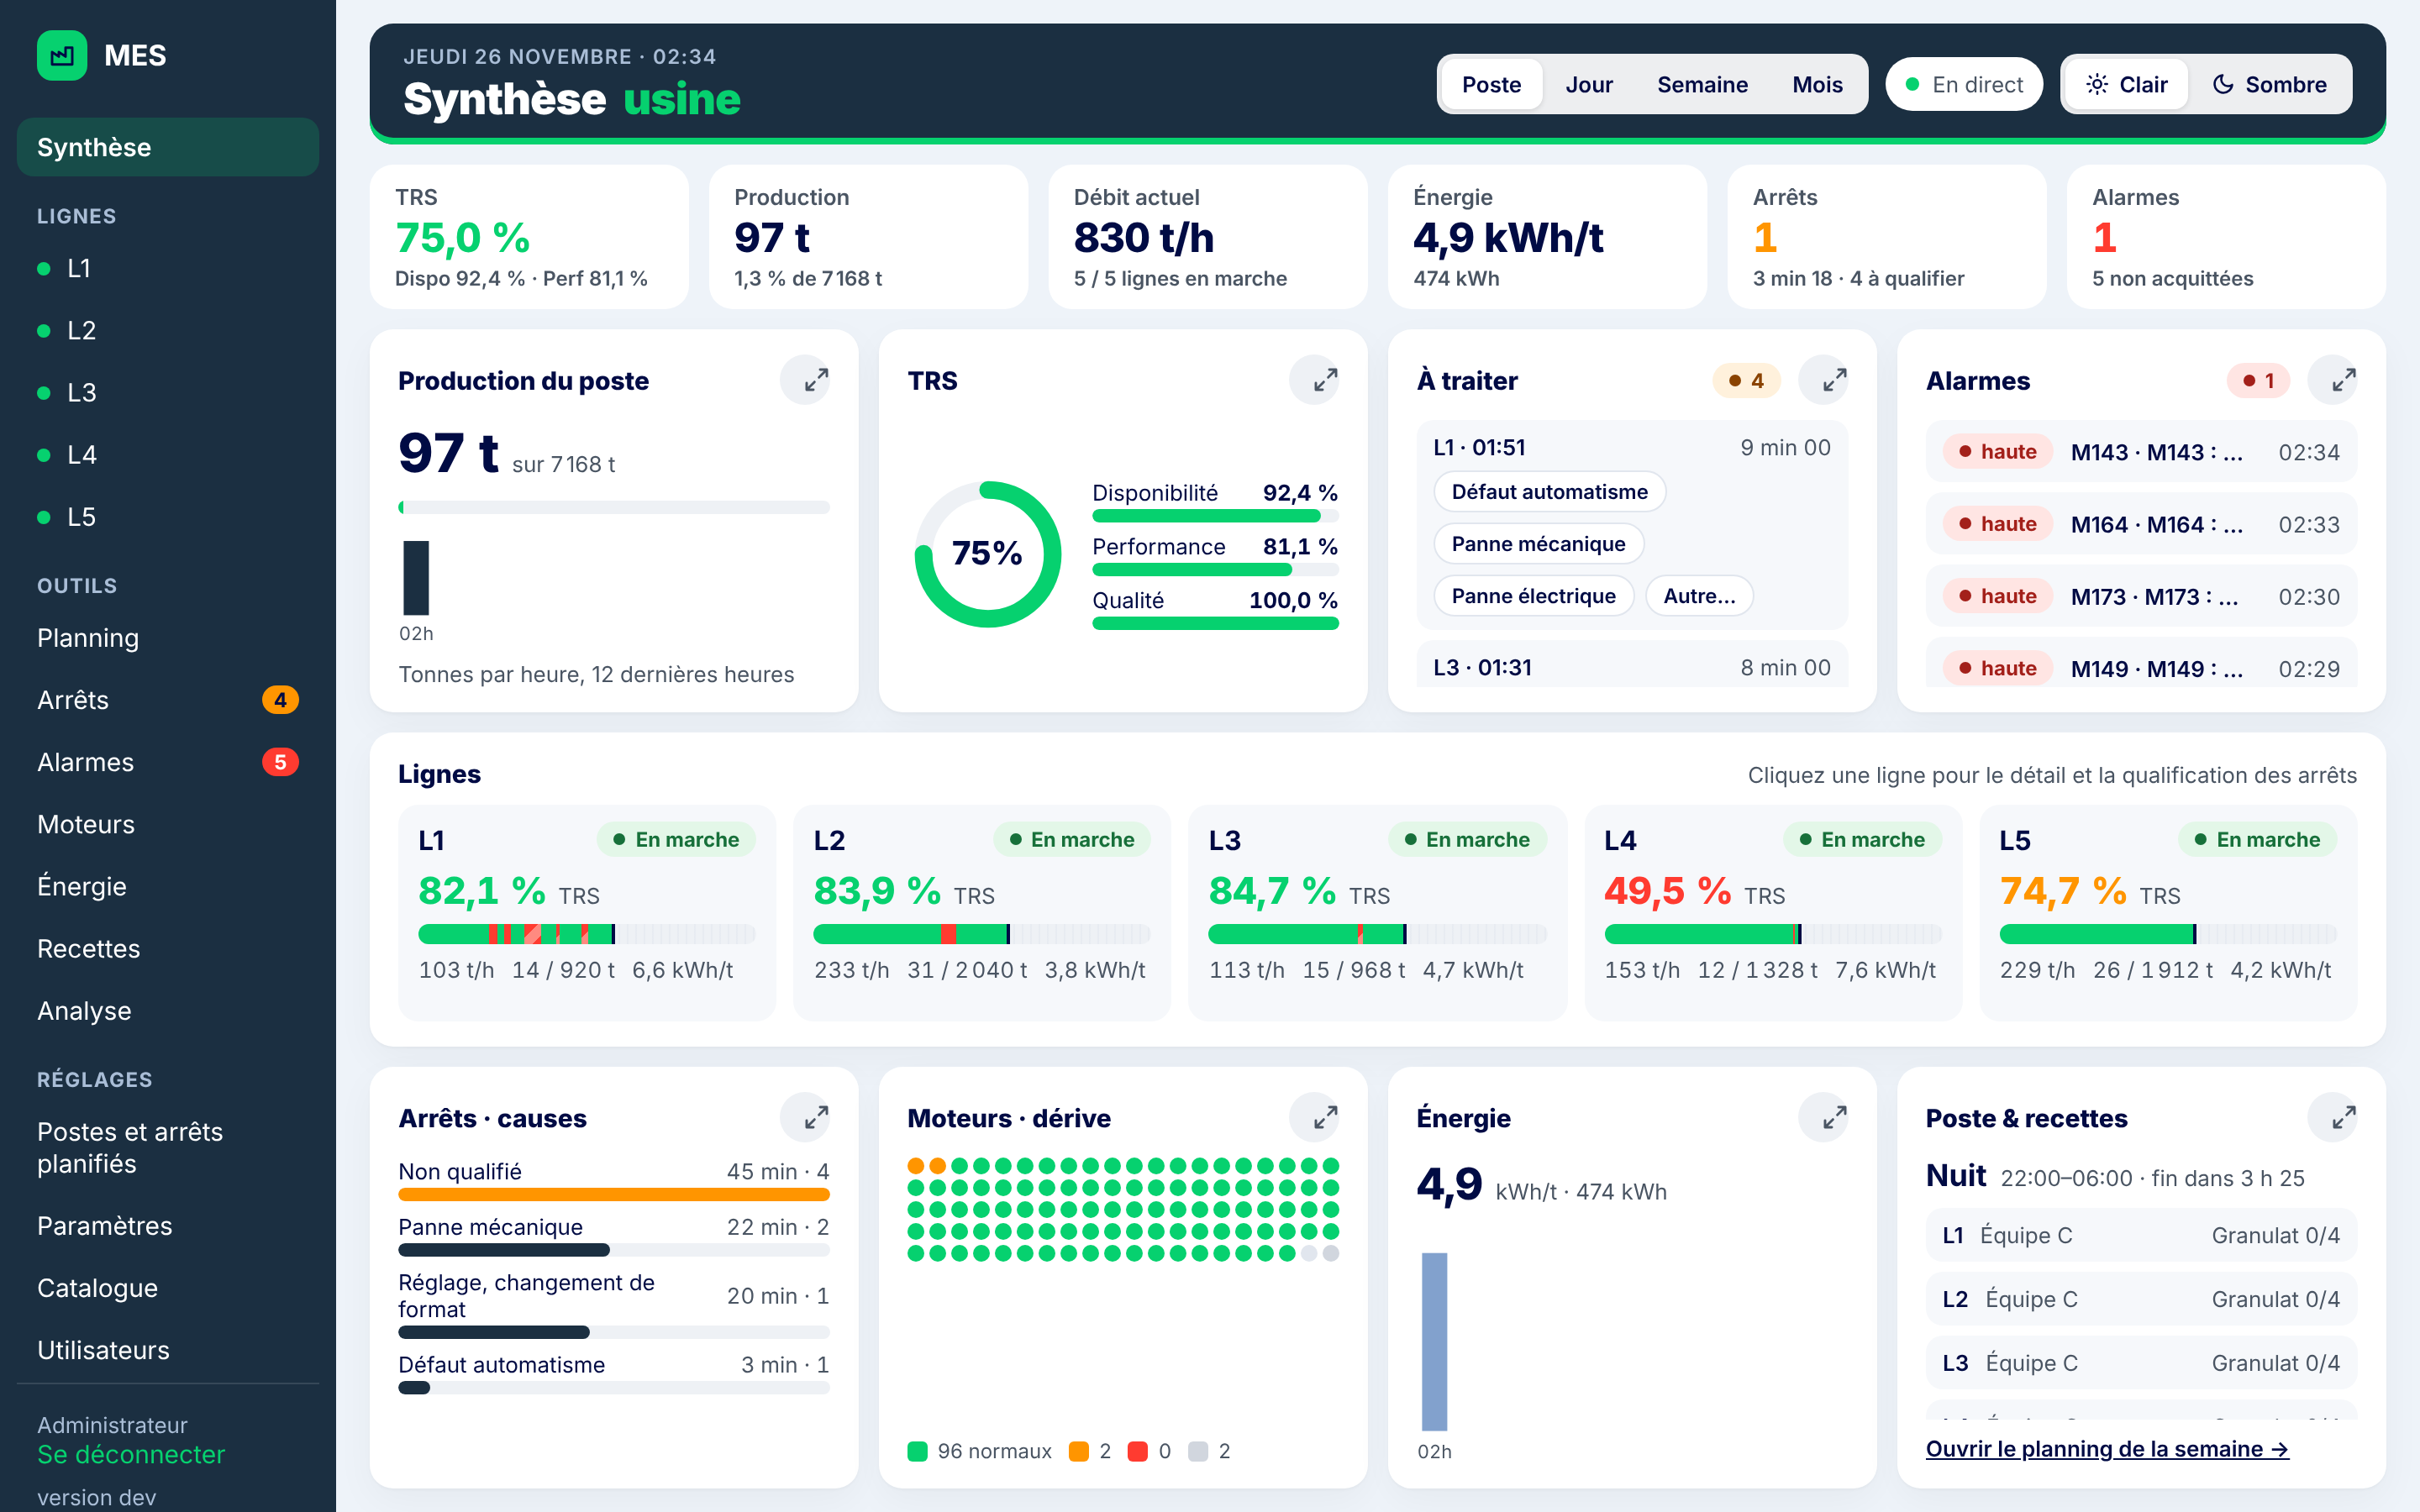 MES
Synthèse
LIGNES
L1
L2
L3
L4
L5
OUTILS
Planning
Arrêts 4
Alarmes 5
Moteurs
Énergie
Recettes
Analyse
RÉGLAGES
Postes et arrêts
planifiés
Paramètres
Catalogue
Utilisateurs
Administrateur
Se déconnecter
version dev
JEUDI 26 NOVEMBRE · 02:34
Synthèse usine
Poste Jour Semaine Mois
En direct
Clair Sombre
TRS
75,0 %
Dispo 92,4 % · Perf 81,1 %
Production
97 t
1,3 % de 7 168 t
Débit actuel
830 t/h
5 / 5 lignes en marche
Énergie
4,9 kWh/t
474 kWh
Arrêts
1
3 min 18 · 4 à qualifier
Alarmes
1
5 non acquittées
Production du poste
97 t sur 7 168 t
02h
Tonnes par heure, 12 dernières heures
TRS
75%
Disponibilité 92,4 %
Performance 81,1 %
Qualité 100,0 %
À traiter 4
L1 · 01:51 9 min 00
Défaut automatisme
Panne mécanique
Panne électrique Autre…
L3 · 01:31 8 min 00
Alarmes 1
haute M143 · M143 : … 02:34
haute M164 · M164 : … 02:33
haute M173 · M173 : … 02:30
haute M149 · M149 : … 02:29
Lignes Cliquez une ligne pour le détail et la qualification des arrêts
L1 En marche
82,1 % TRS
103 t/h 14 / 920 t 6,6 kWh/t
L2 En marche
83,9 % TRS
233 t/h 31 / 2 040 t 3,8 kWh/t
L3 En marche
84,7 % TRS
113 t/h 15 / 968 t 4,7 kWh/t
L4 En marche
49,5 % TRS
153 t/h 12 / 1 328 t 7,6 kWh/t
L5 En marche
74,7 % TRS
229 t/h 26 / 1 912 t 4,2 kWh/t
Arrêts · causes
Non qualifié 45 min · 4
Panne mécanique 22 min · 2
Réglage, changement de
format 20 min · 1
Défaut automatisme 3 min · 1
Moteurs · dérive
96 normaux 2 0 2
Énergie
4,9 kWh/t · 474 kWh
02h
Poste & recettes
Nuit 22:00–06:00 · fin dans 3 h 25
L1 Équipe C Granulat 0/4
L2 Équipe C Granulat 0/4
L3 Équipe C Granulat 0/4
Ouvrir le planning de la semaine →